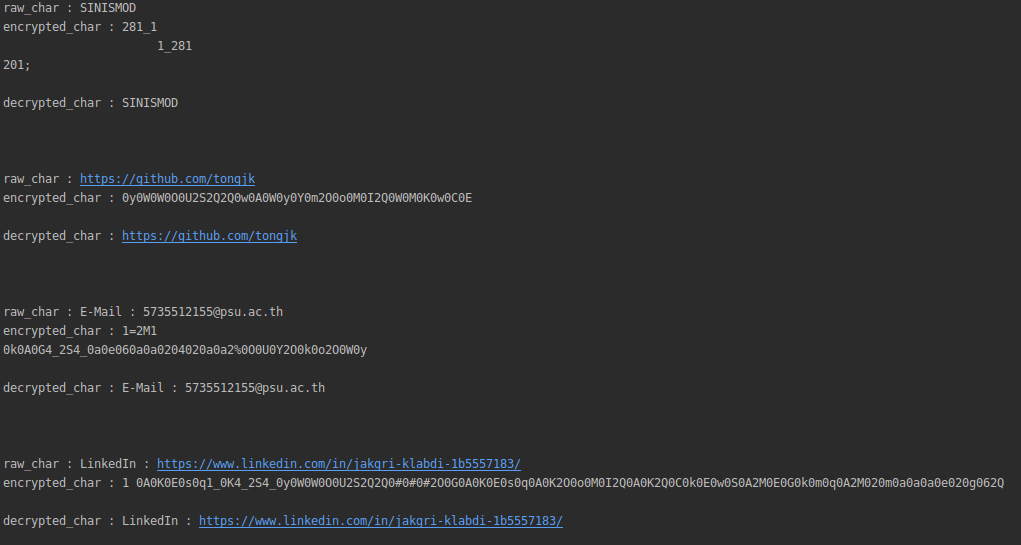 raw_char : SINISMOD
encrypted_char : 281_1
1_281
201;
decrypted_char : SINISMOD
raw_char : https://github.com/tongjk
encrypted_char : 0y0W0W0O0U2S2Q2Q0w0A0W0y0Y0m2O0o0M0I2Q0W0M0K0w0C0E
decrypted_char : https://github.com/tongjk
raw_char : E-Mail : 5735512155@psu.ac.th
encrypted_char : 1=2M1
0k0A0G4_2S4_0a0e060a0a0204020a0a2%0O0U0Y2O0k0o2O0W0y
decrypted_char : E-Mail : 5735512155@psu.ac.th
raw_char : LinkedIn : https://www.linkedin.com/in/jakgri-klabdi-1b5557183/
encrypted_char : 1 0A0K0E0s0q1_0K4_2S4_0y0W0W0O0U2S2Q2Q0#0#0#2O0G0A0K0E0s0q0A0K2O0o0M0I2Q0A0K2Q0C0k0E0w0S0A2M0E0G0k0m0q0A2M020m0a0a0a0e020g062Q
decrypted_char : LinkedIn : https://www.linkedin.com/in/jakgri-klabdi-1b5557183/